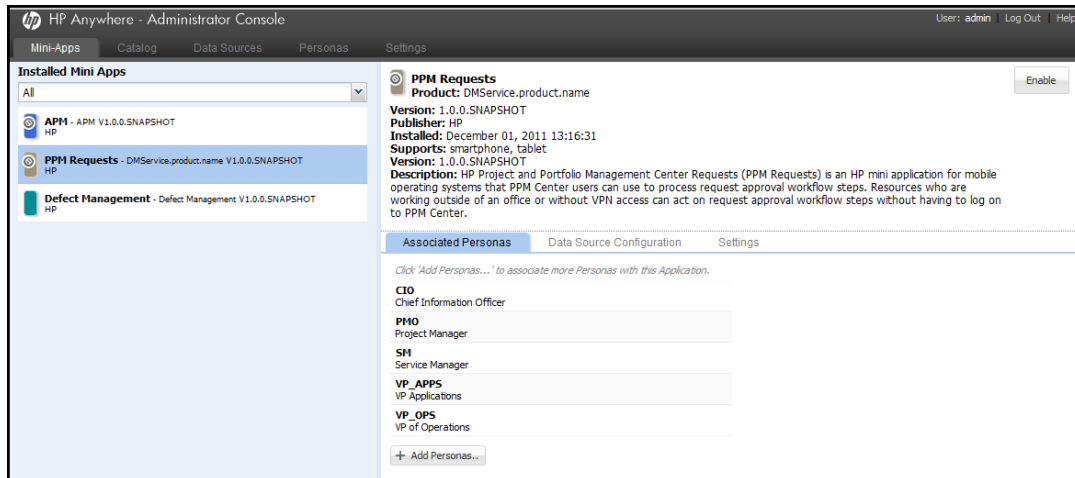 hp HP Anywhere - Administrator Console
User: admin Log Out Help
Mini-Apps Catalog Data Sources Personas Settings
Installed Mini Apps
All
APM - APM V1.0.0.SNAPSHOT
HP
PPM Requests - DMService.product.name V1.0.0.SNAPSHOT
HP
Defect Management - Defect Management V1.0.0.SNAPSHOT
HP
PPM Requests
Enable
Product: DMService.product.name
Version: 1.0.0.SNAPSHOT
Publisher: HP
Installed: December 01, 2011 13:16:31
Supports: smartphone, tablet
Version: 1.0.0.SNAPSHOT
Description: HP Project and Portfolio Management Center Requests (PPM Requests) is an HP mini application for mobile
operating systems that PPM Center users can use to process request approval workflow steps. Resources who are
working outside of an office or without VPN access can act on request approval workflow steps without having to log on
to PPM Center.
Associated Personas Data Source Configuration Settings
Click 'Add Personas...' to associate more Personas with this Application.
CIO
Chief Information Officer
PMO
Project Manager
SM
Service Manager
VP_APPS
VP Applications
VP_OPS
VP of Operations
+ Add Personas..